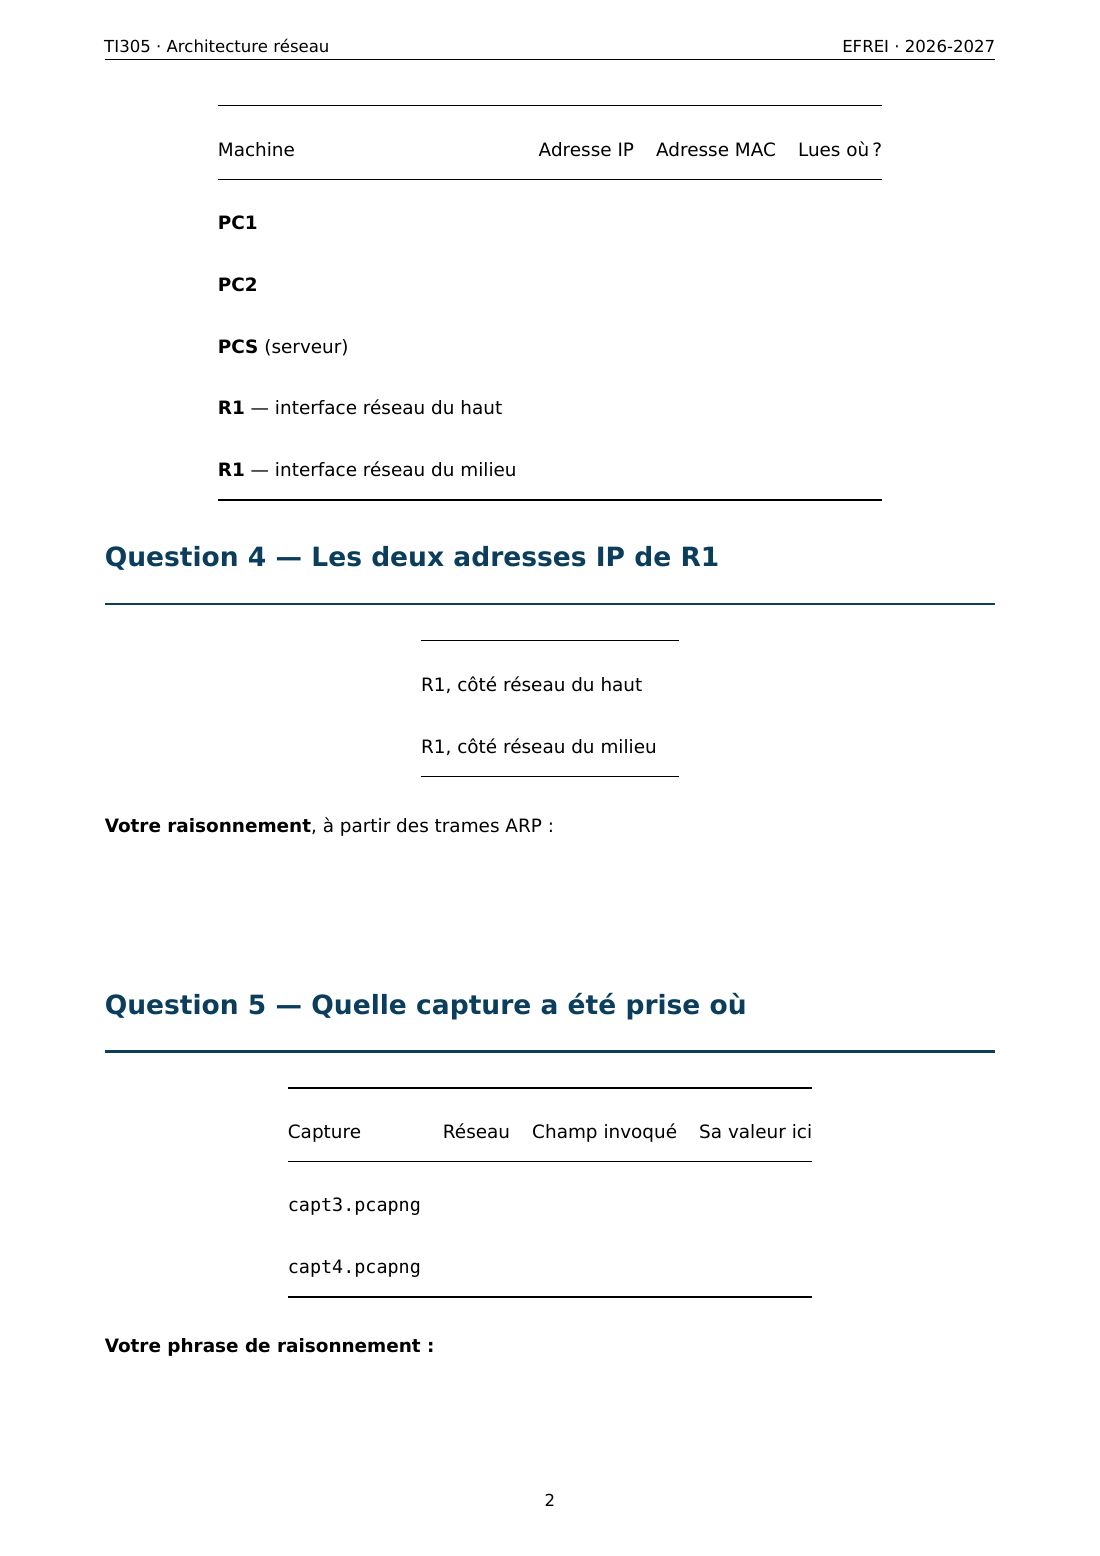 TI305 · Architecture réseau EFREI · 2026-2027
Machine Adresse IP Adresse MAC Lues où ?
PC1
PC2
PCS (serveur)
R1 — interface réseau du haut
R1 — interface réseau du milieu
Question 4 — Les deux adresses IP de R1
R1, côté réseau du haut
R1, côté réseau du milieu
Votre raisonnement, à partir des trames ARP :
Question 5 — Quelle capture a été prise où
Capture Réseau Champ invoqué Sa valeur ici
capt3.pcapng
capt4.pcapng
Votre phrase de raisonnement :
2